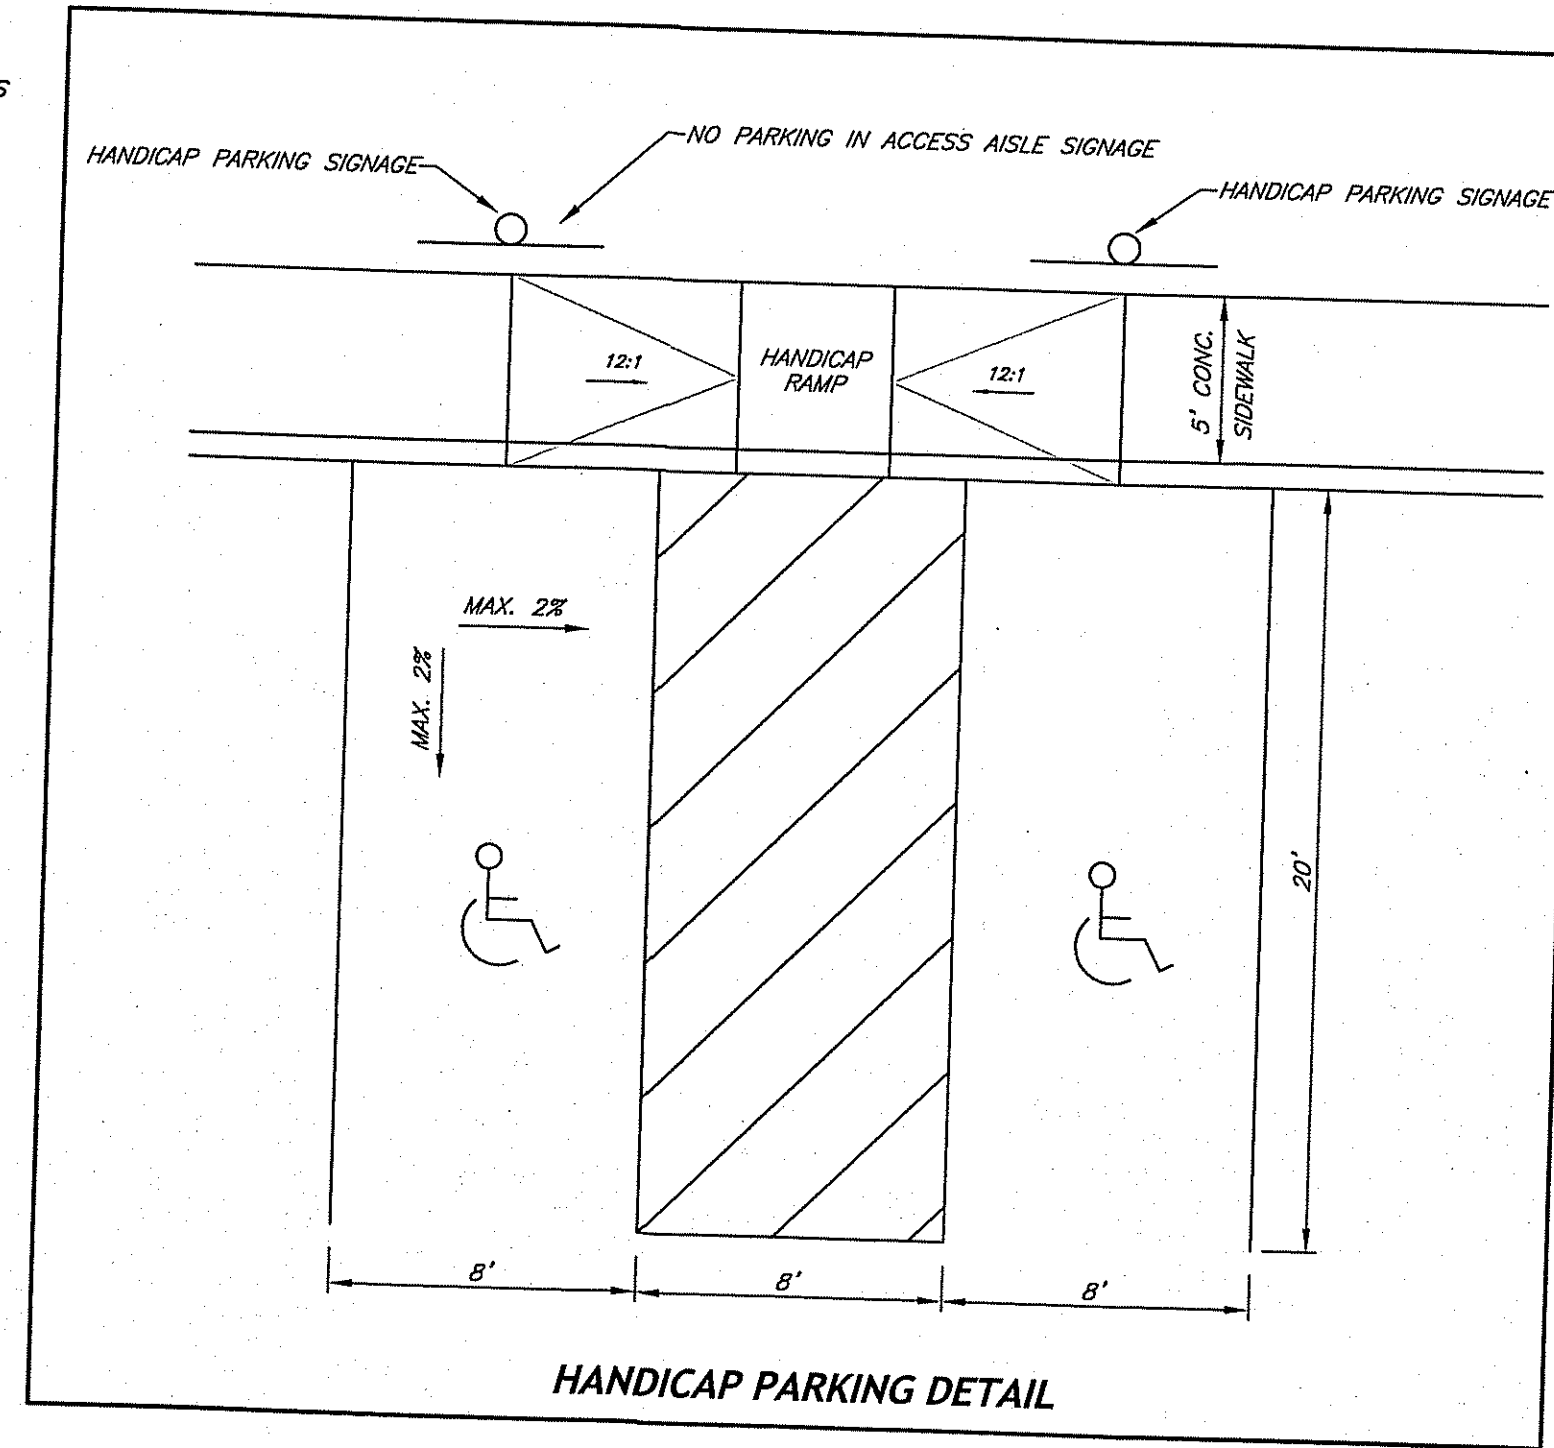 S
HANDICAP PARKING SIGNAGE
NO PARKING IN ACCESS AISLE SIGNAGE
HANDICAP PARKING SIGNAGE
12:1
HANDICAP
RAMP
12:1
5' CONC.
SIDEWALK
MAX. 2%
MAX. 2%
20'
8'
8'
8'
HANDICAP PARKING DETAIL